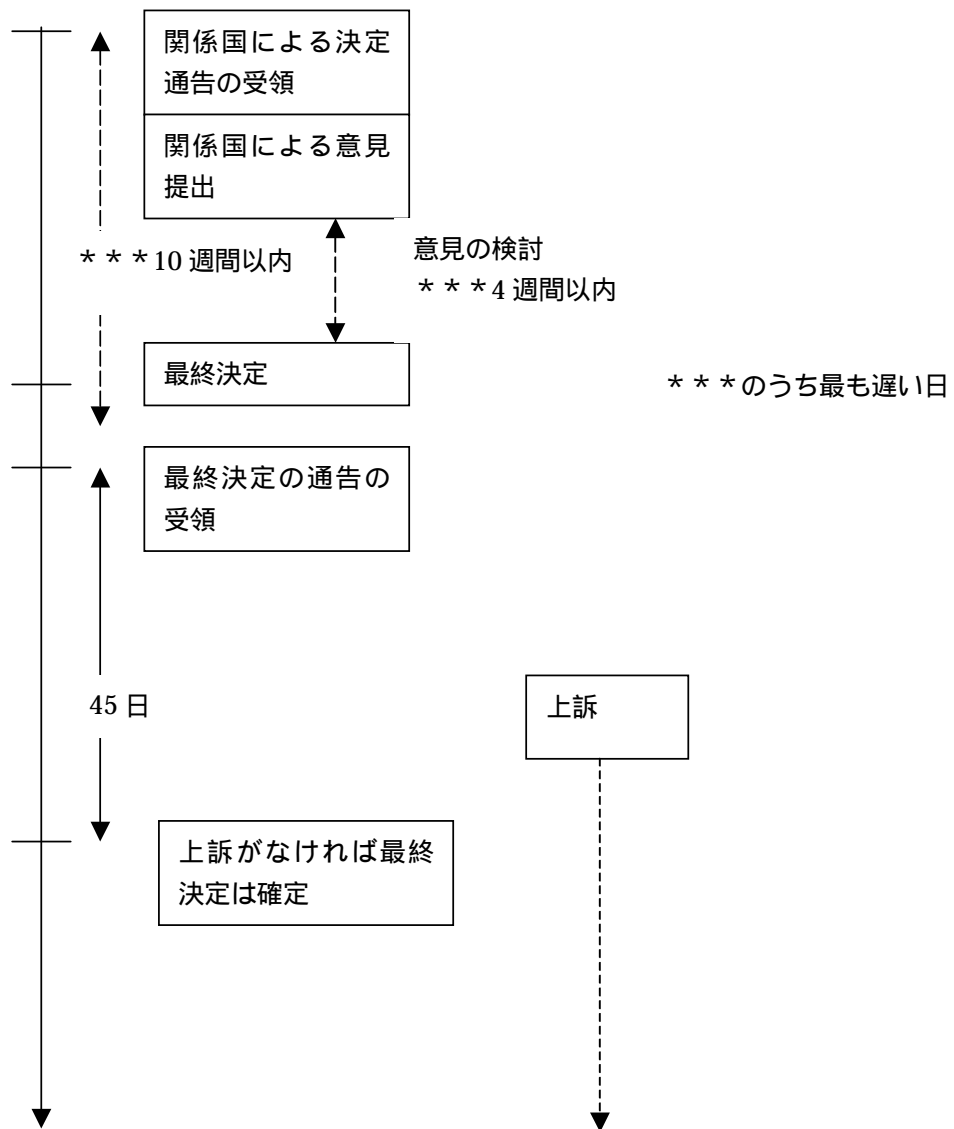 関係国による決定
通告の受領
関係国による意見
提出
意見の検討
＊＊＊10 週間以内
＊＊＊4 週間以内
最終決定
＊＊＊のうち最も遅い日
最終決定の通告の
受領
45 日
上訴
上訴がなければ最終
決定は確定